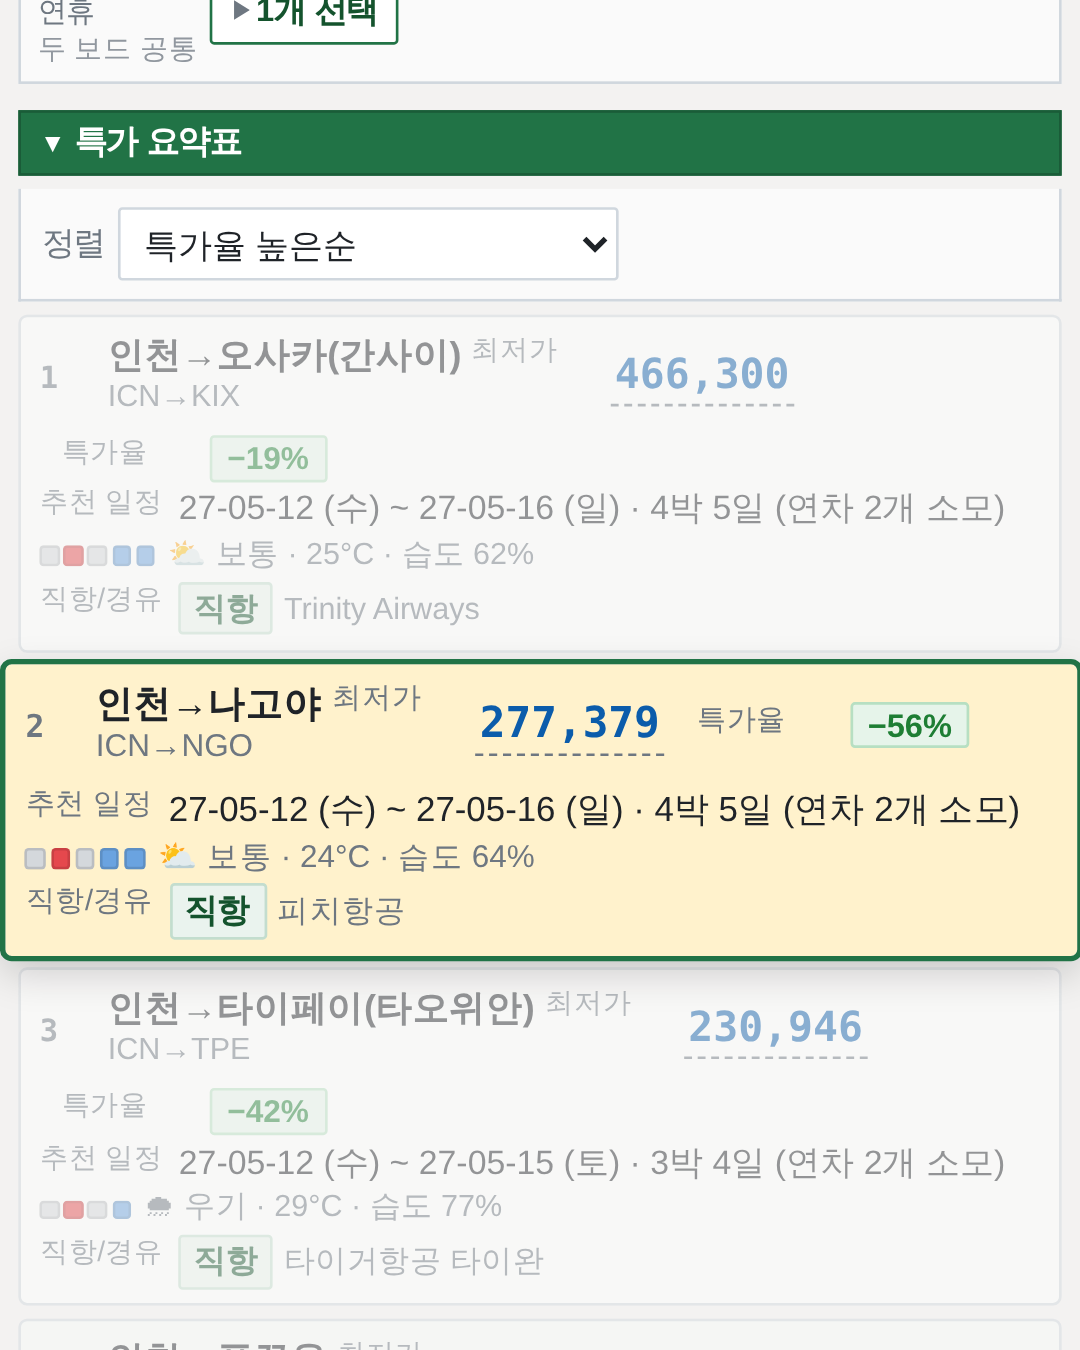 연휴
▶ 1개 선택
두 보드 공통
▼ 특가 요약표
정렬 특가율 높은순
1 인천→오사카(간사이) 최저가 466,300
ICN→KIX
특가율 −19%
추천 일정 27-05-12 (수) ~ 27-05-16 (일) · 4박 5일 (연차 2개 소모)
⛅ 보통 · 25°C · 습도 62%
직항/경유 직항 Trinity Airways
2 인천→나고야 최저가 277,379 특가율 −56%
ICN→NGO
추천 일정 27-05-12 (수) ~ 27-05-16 (일) · 4박 5일 (연차 2개 소모)
⛅ 보통 · 24°C · 습도 64%
직항/경유 직항 피치항공
3 인천→타이페이(타오위안) 최저가 230,946
ICN→TPE
특가율 −42%
추천 일정 27-05-12 (수) ~ 27-05-15 (토) · 3박 4일 (연차 2개 소모)
🌧 우기 · 29°C · 습도 77%
직항/경유 직항 타이거항공 타이완